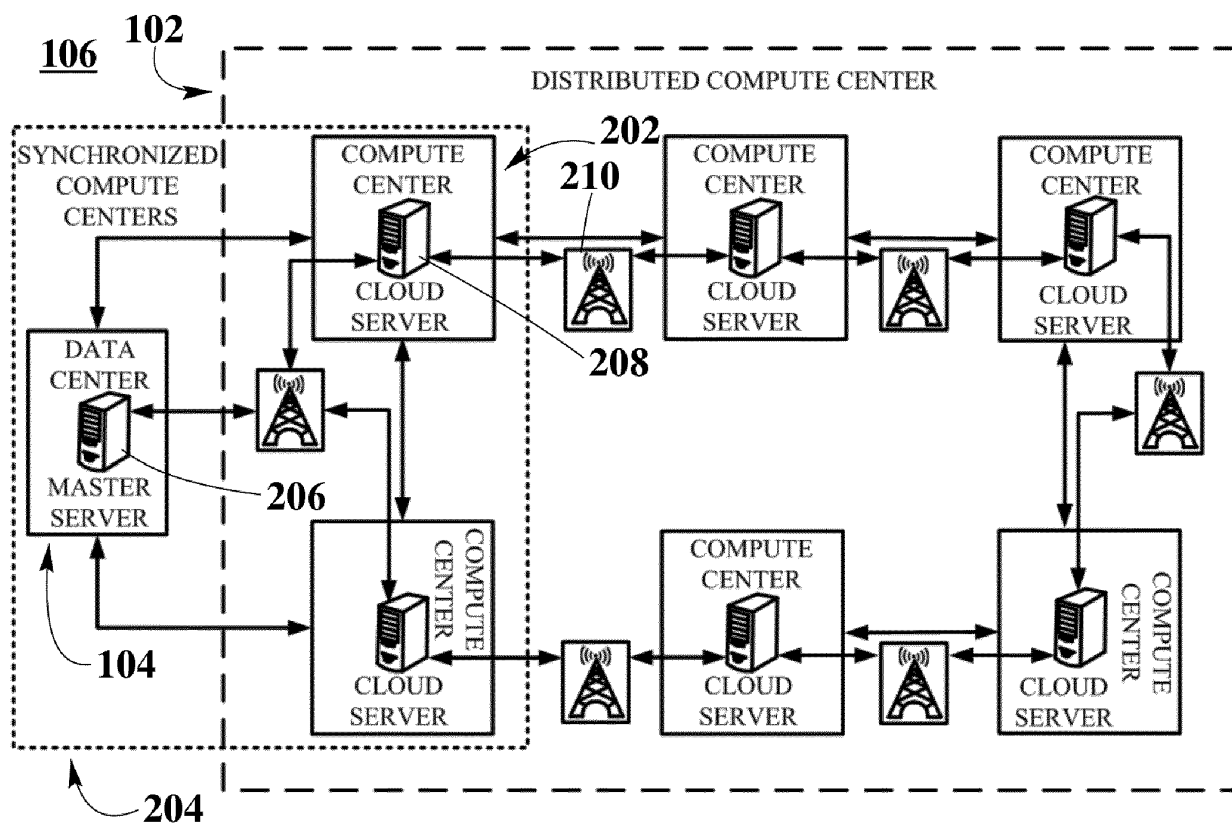 106
102
DISTRIBUTED COMPUTE CENTER
SYNCHRONIZED
COMPUTE
CENTERS
COMPUTE
CENTER
CLOUD
SERVER
202
210
COMPUTE
CENTER
CLOUD
SERVER
COMPUTE
CENTER
CLOUD
SERVER
208
DATA
CENTER
MASTER
SERVER
206
104
COMPUTE
CENTER
CLOUD
SERVER
COMPUTE
CENTER
CLOUD
SERVER
COMPUTE
CENTER
CLOUD
SERVER
204